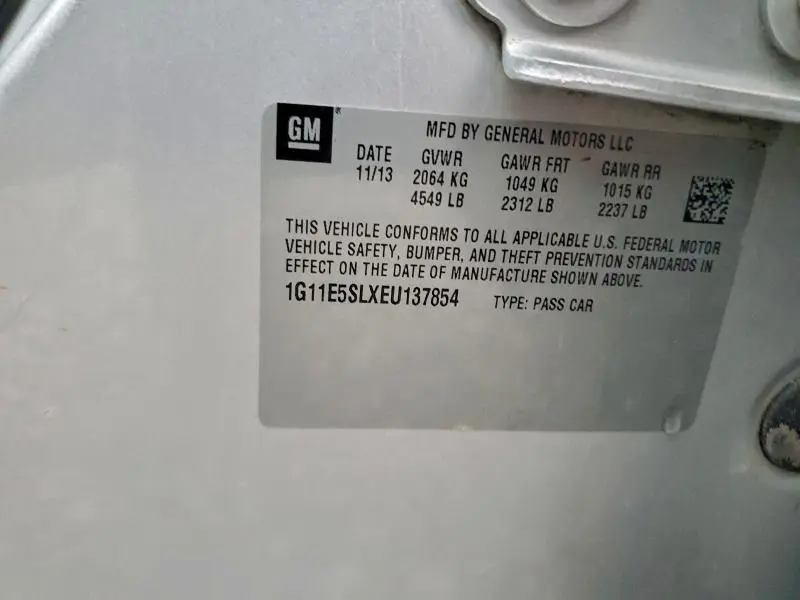 GM
MFD BY GENERAL MOTORS LLC
DATE GVWR GAWR FRT GAWR RR
11/13 2064 KG 1049 KG 1015 KG
4549 LB 2312 LB 2237 LB
THIS VEHICLE CONFORMS TO ALL APPLICABLE U.S. FEDERAL MOTOR
VEHICLE SAFETY, BUMPER, AND THEFT PREVENTION STANDARDS IN
EFFECT ON THE DATE OF MANUFACTURE SHOWN ABOVE.
1G11E5SLXEU137854 TYPE: PASS CAR